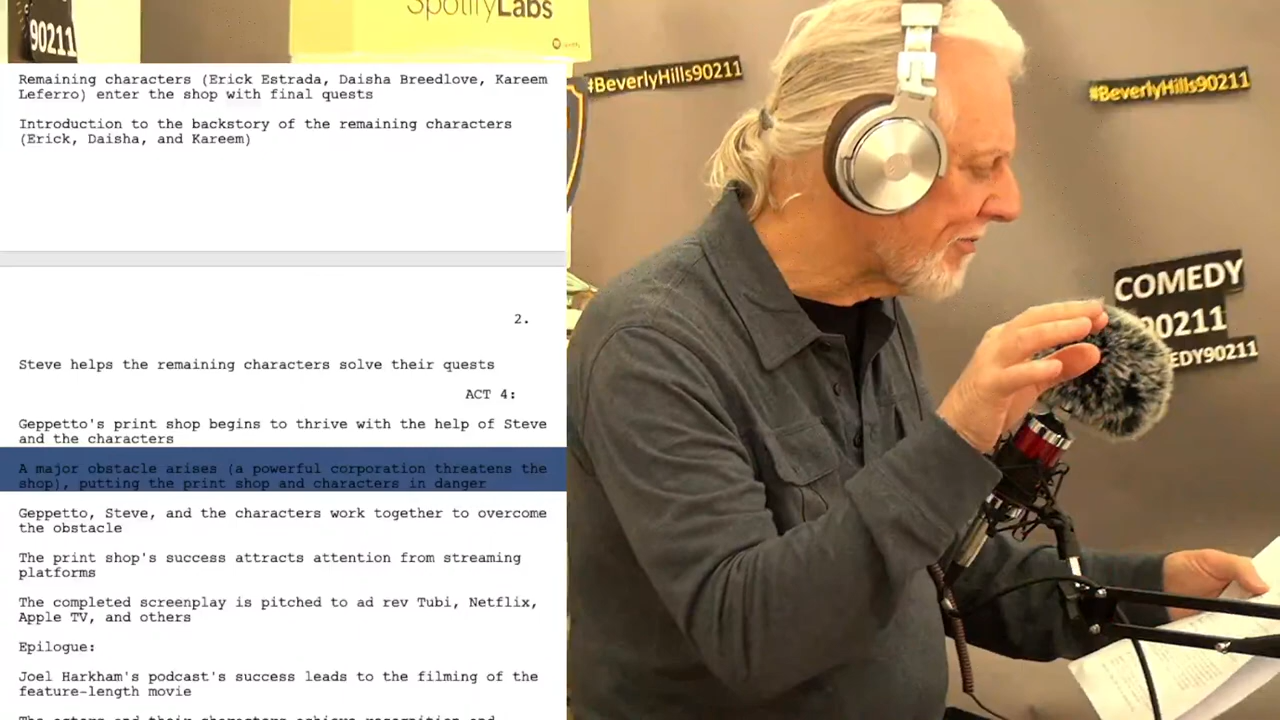 90211
SpotifyLabs
Remaining characters (Erick Estrada, Daisha Breedlove, Kareem
Leferro) enter the shop with final quests
Introduction to the backstory of the remaining characters
(Erick, Daisha, and Kareem)
2.
Steve helps the remaining characters solve their quests
ACT 4:
Geppetto's print shop begins to thrive with the help of Steve
and the characters
A major obstacle arises (a powerful corporation threatens the
shop), putting the print shop and characters in danger
Geppetto, Steve, and the characters work together to overcome
the obstacle
The print shop's success attracts attention from streaming
platforms
The completed screenplay is pitched to ad rev Tubi, Netflix,
Apple TV, and others
Epilogue:
Joel Harkham's podcast's success leads to the filming of the
feature-length movie
#BeverlyHills90211
#BeverlyHills90211
COMEDY
90211
EDY90211